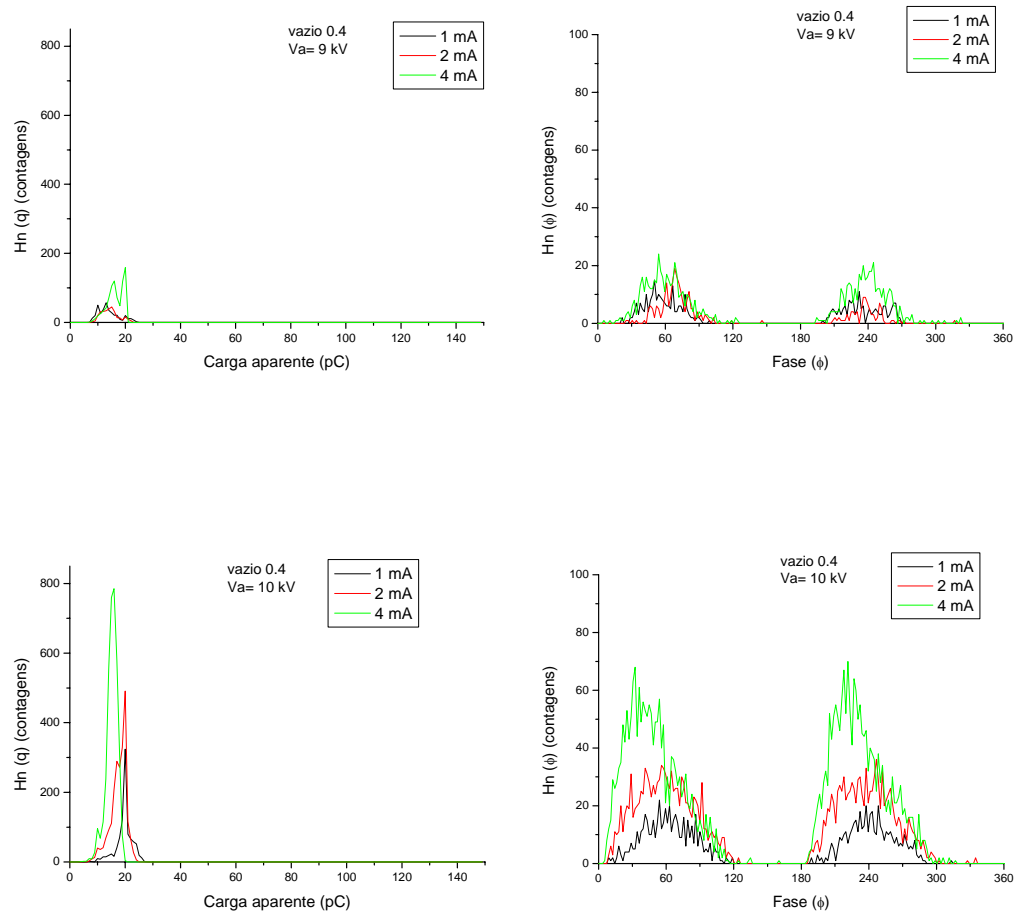 vazio 0.4
Va= 9 kV
1 mA
2 mA
4 mA
Hn (q) (contagens)
800
600
400
200
0
0 20 40 60 80 100 120 140
Carga aparente (pC)
vazio 0.4
Va= 9 kV
1 mA
2 mA
4 mA
Hn (ϕ) (contagens)
100
80
60
40
20
0
0 60 120 180 240 300 360
Fase (ϕ)
vazio 0.4
Va= 10 kV
1 mA
2 mA
4 mA
Hn (q) (contagens)
800
600
400
200
0
0 20 40 60 80 100 120 140
Carga aparente (pC)
vazio 0.4
Va= 10 kV
1 mA
2 mA
4 mA
Hn (ϕ) (contagens)
100
80
60
40
20
0
0 60 120 180 240 300 360
Fase (ϕ)